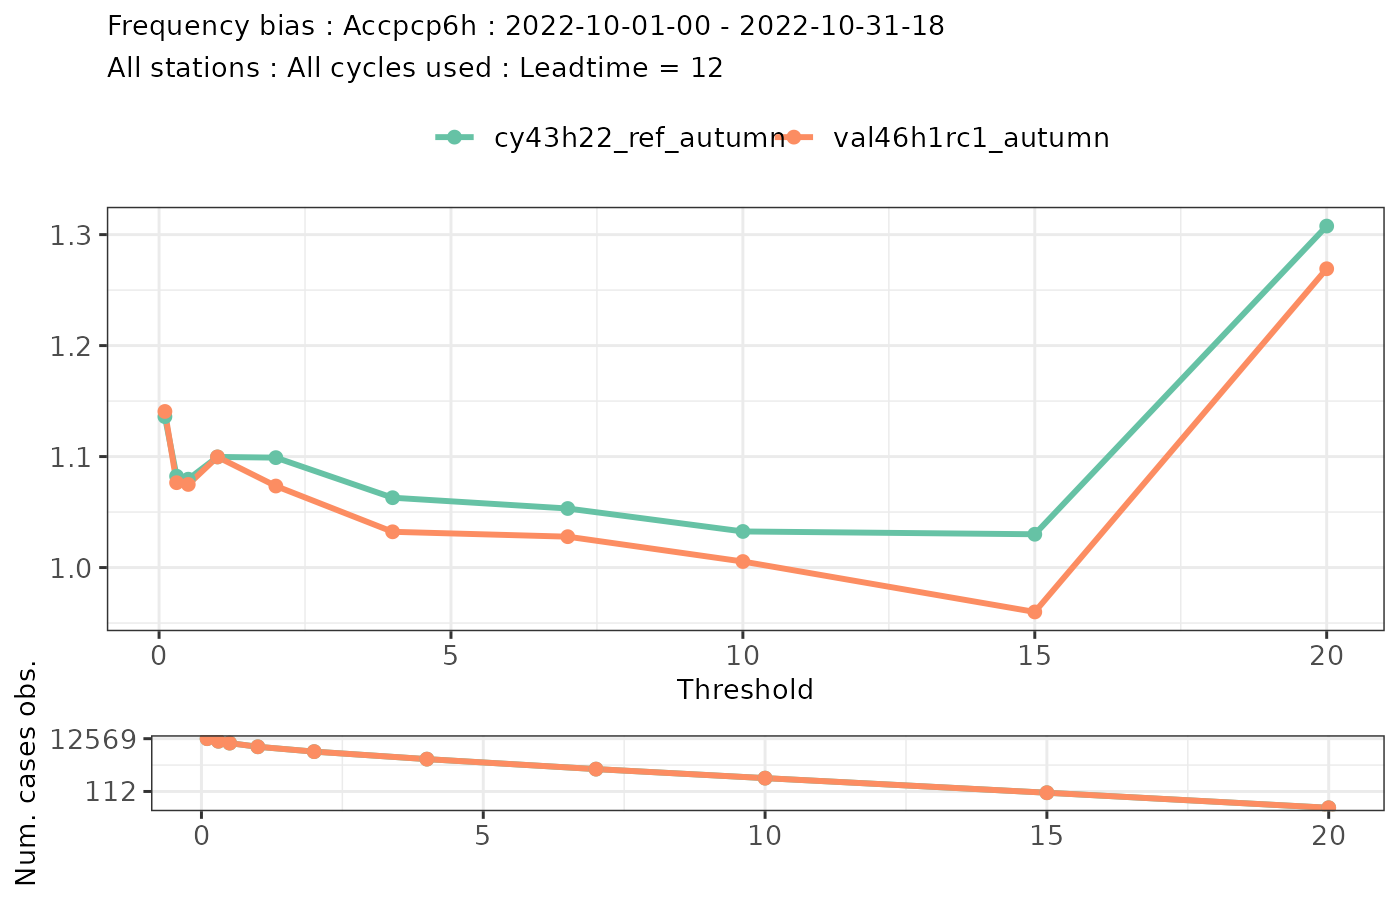 Frequency bias : Accpcp6h : 2022-10-01-00 - 2022-10-31-18
All stations : All cycles used : Leadtime = 12
cy43h22_ref_autumn val46h1rc1_autumn
1.3
1.2
1.1
1.0
0 5 10 15 20
Threshold
Num. cases obs.
12569
112
0 5 10 15 20